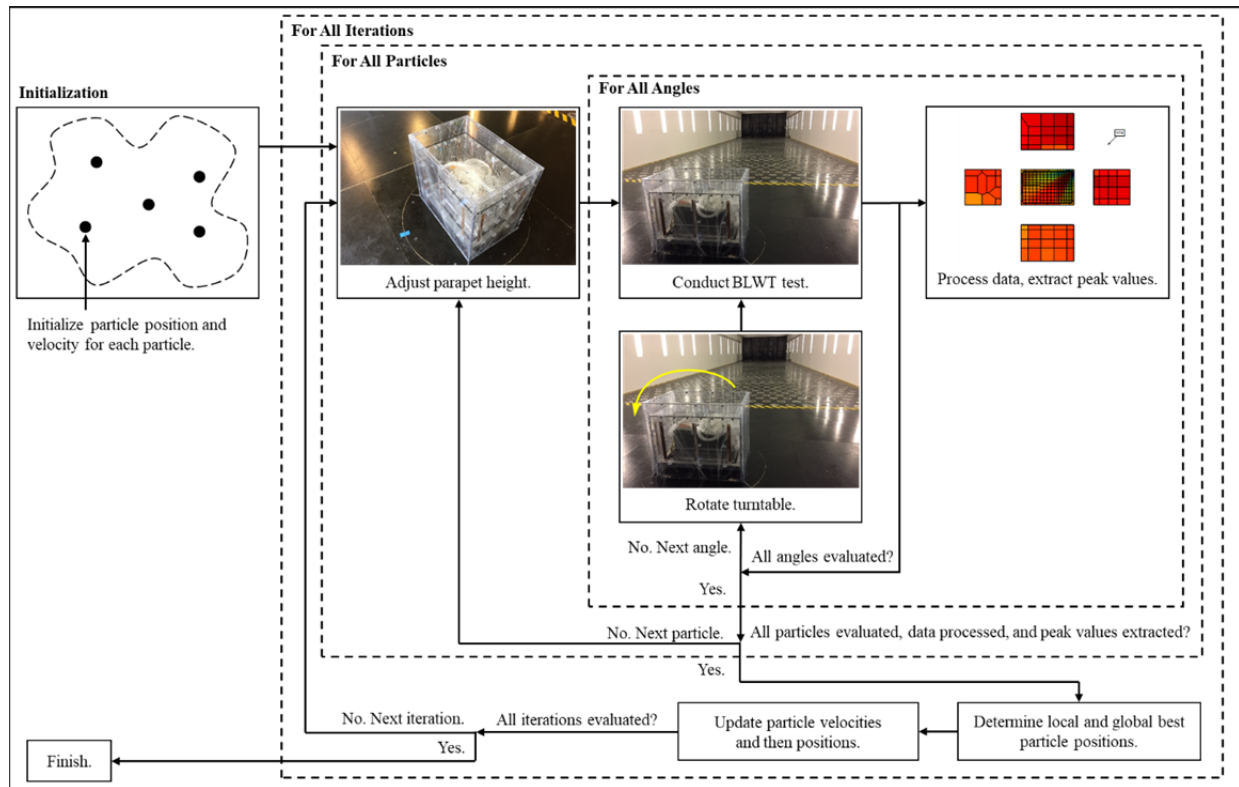 For All Iterations
For All Particles
Initialization
For All Angles
Adjust parapet height.
Conduct BLWT test.
Process data, extract peak values.
Initialize particle position and
velocity for each particle.
Rotate turntable.
No. Next angle.
All angles evaluated?
Yes.
No. Next particle.
All particles evaluated, data processed, and peak values extracted?
Yes.
No. Next iteration.
All iterations evaluated?
Yes.
Update particle velocities
and then positions.
Determine local and global best
particle positions.
Finish.